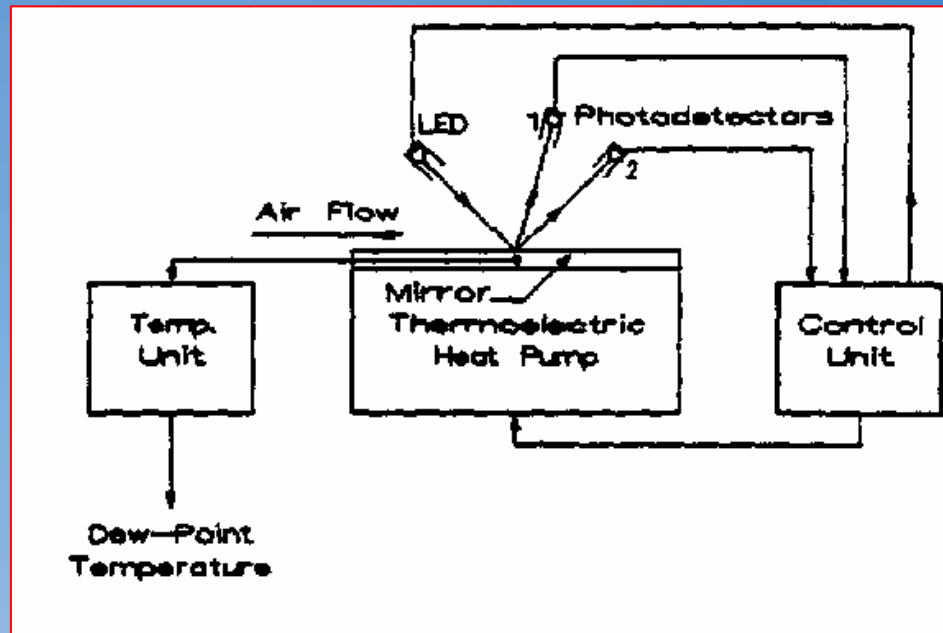 LED
1
Photodetectors
2
Air Flow
Mirror
Temp.
Unit
Thermoelectric
Heat Pump
Control
Unit
Dew-Point
Temperature